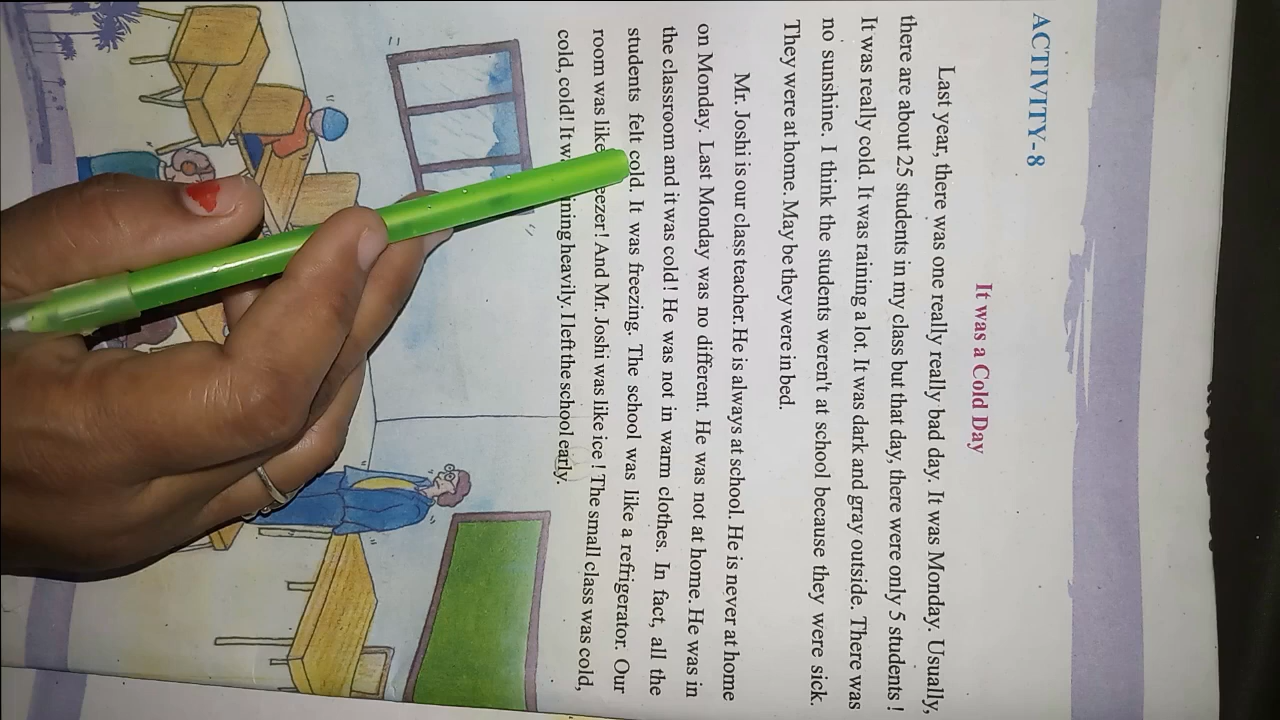 ACTIVITY-8
It was a Cold Day
Last year, there was one really really bad day. It was Monday. Usually,
there are about 25 students in my class but that day, there were only 5 students !
It was really cold. It was raining a lot. It was dark and gray outside. There was
no sunshine. I think the students weren't at school because they were sick.
They were at home. May be they were in bed.
Mr. Joshi is our class teacher. He is always at school. He is never at home
on Monday. Last Monday was no different. He was not at home. He was in
the classroom and it was cold ! He was not in warm clothes. In fact, all the
students felt cold. It was freezing. The school was like a refrigerator. Our
room was like eezer! And Mr. Joshi was like ice ! The small class was cold,
cold, cold! It ining heavily. I left the school early.